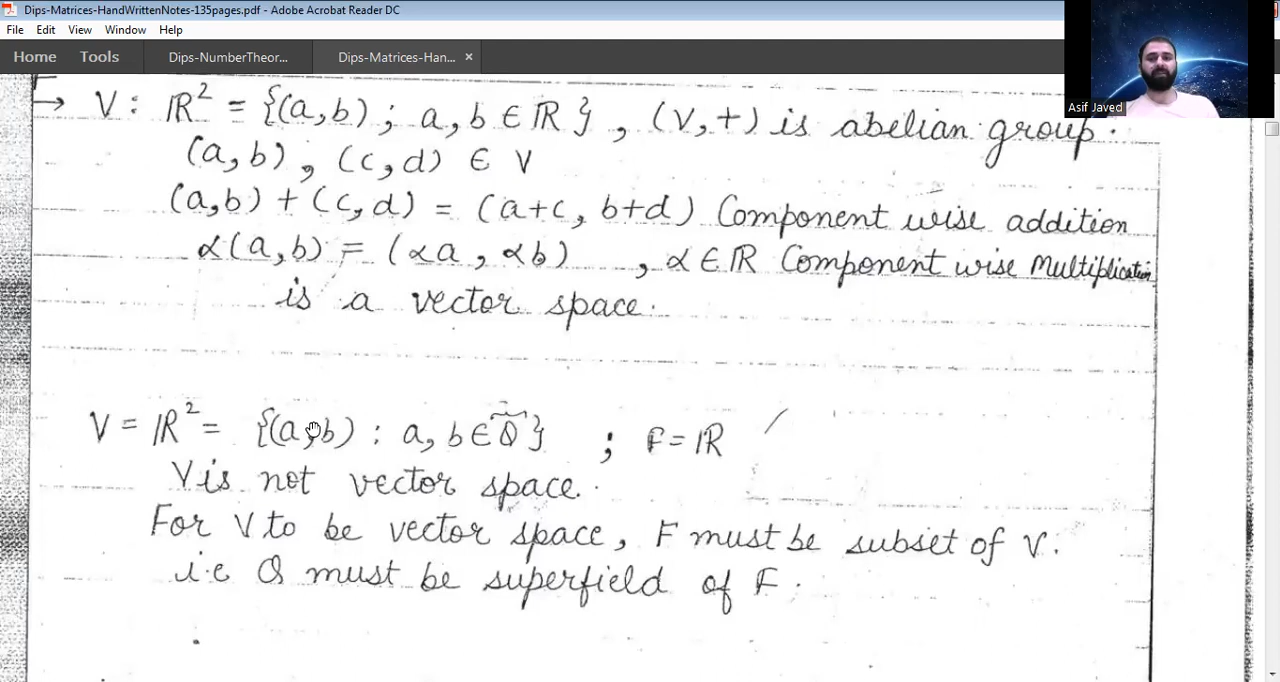 Dips-Matrices-HandWrittenNotes-135pages.pdf - Adobe Acrobat Reader DC
File Edit View Window Help
Home Tools Dips-NumberTheor... Dips-Matrices-Han... ×
Asif Javed
→ V : ℝ² = {(a,b) ; a, b ∈ ℝ} , (V,+) is abelian group.
(a,b) , (c,d) ∈ V
(a,b) + (c,d) = (a+c, b+d) Component wise addition
α(a,b) = (αa, αb) , α ∈ ℝ Component wise Multiplication
is a vector space.
V = ℝ² = {(a,b) : a, b ∈ Q} ; F = ℝ
V is not vector space.
For V to be vector space, F must be subset of V.
i.e Q must be superfield of F.